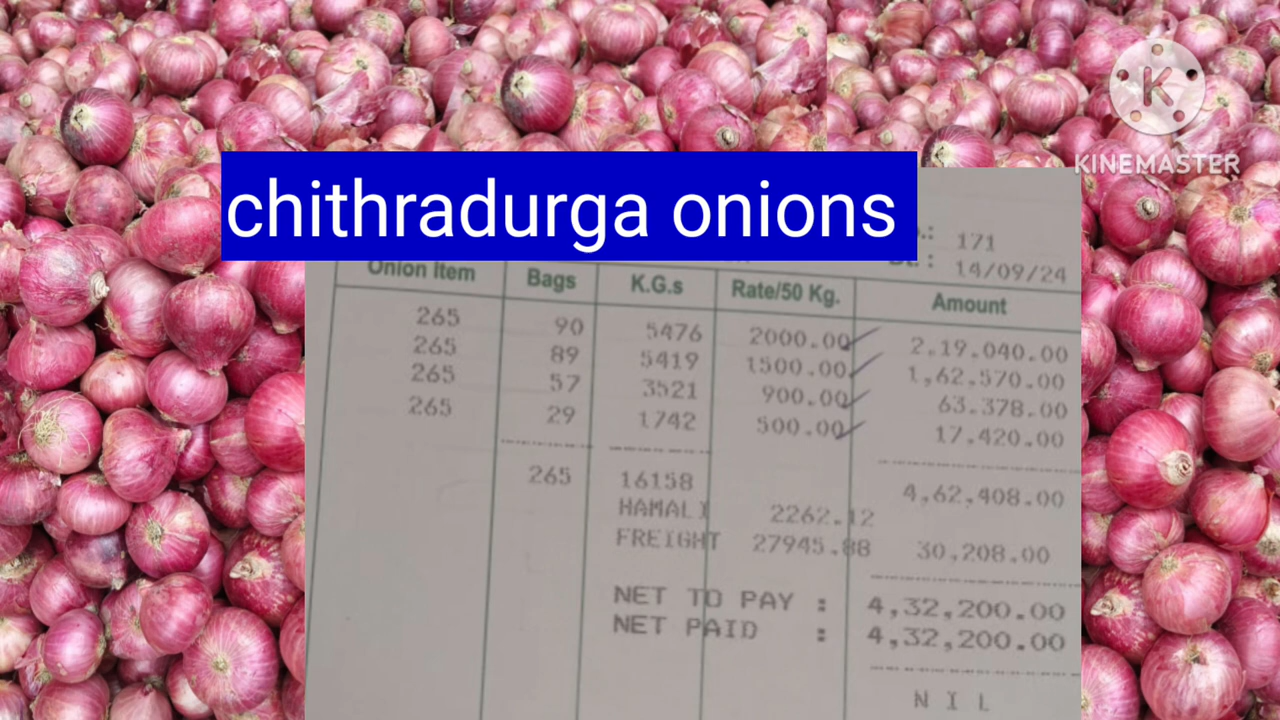 KINEMASTER
chithradurga onions
171
14/09/24
Onion Item Bags K.G.s Rate/50 Kg. Amount
265 90 5476 2000.00 2,19,040.00
265 89 5419 1500.00 1,62,570.00
265 57 3521 900.00 63,378.00
265 29 1742 500.00 17,420.00
265 16158 4,62,408.00
HAMALI 2262.12
FREIGHT 27945.88 30,208.00
NET TO PAY : 4,32,200.00
NET PAID : 4,32,200.00
N I L